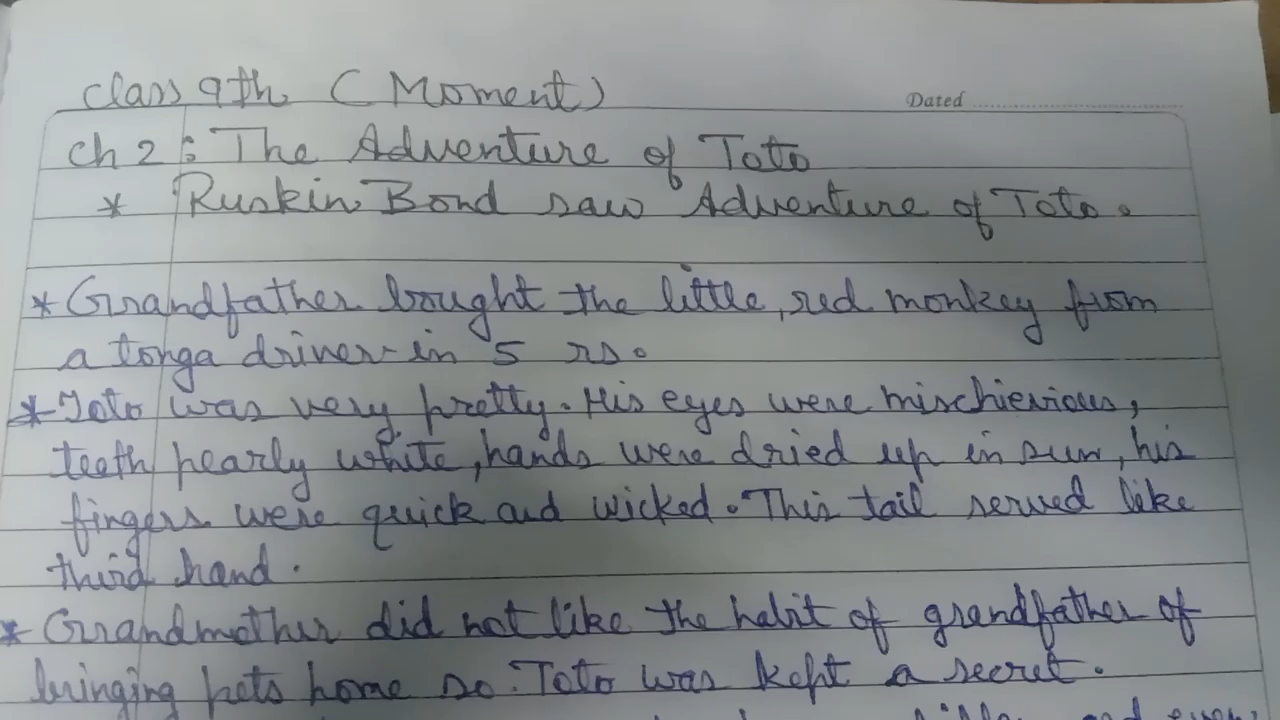 Class 9th (Moment)
Dated
Ch 2: The Adventure of Toto
* Ruskin Bond saw Adventure of Toto.
* Grandfather bought the little, red monkey from
a tonga driver in 5 rs.
* Toto was very pretty. His eyes were mischievious,
teeth pearly white, hands were dried up in sun, his
fingers were quick and wicked. This tail served like
third hand.
* Grandmother did not like the habit of grandfather of
bringing pets home so. Toto was kept a secret.